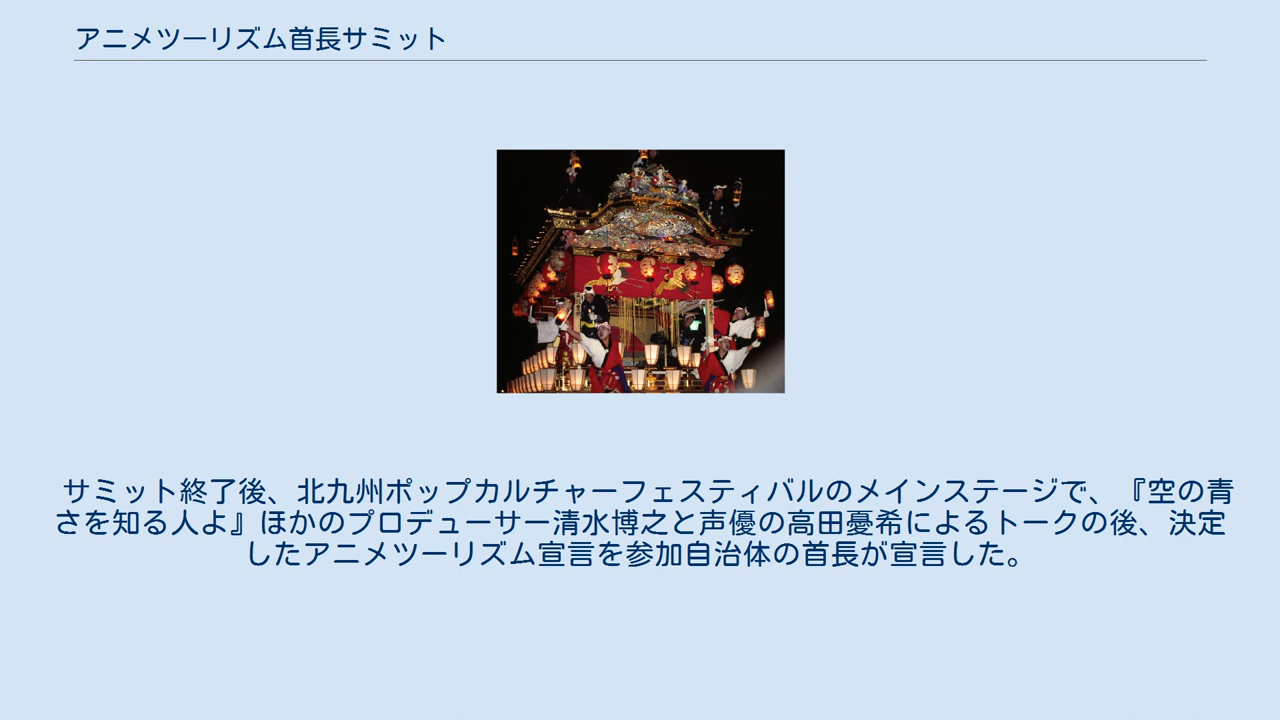 アニメツーリズム首長サミット
サミット終了後、北九州ポップカルチャーフェスティバルのメインステージで、『空の青
さを知る人よ』ほかのプロデューサー清水博之と声優の高田憂希によるトークの後、決定
したアニメツーリズム宣言を参加自治体の首長が宣言した。